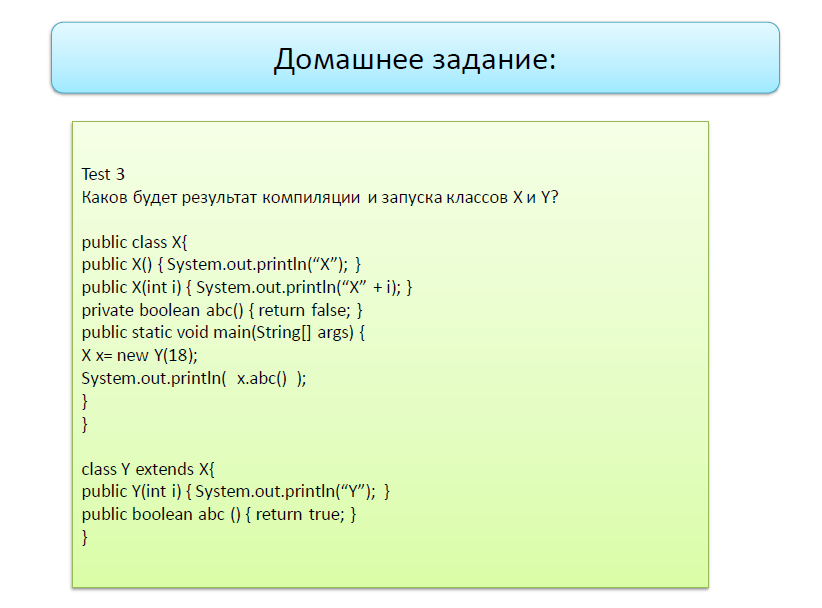 Домашнее задание:
Test 3
Каков будет результат компиляции и запуска классов X и Y?
public class X{
public X() { System.out.println(“X”); }
public X(int i) { System.out.println(“X” + i); }
private boolean abc() { return false; }
public static void main(String[] args) {
X x= new Y(18);
System.out.println( x.abc() );
}
}
class Y extends X{
public Y(int i) { System.out.println(“Y”); }
public boolean abc () { return true; }
}